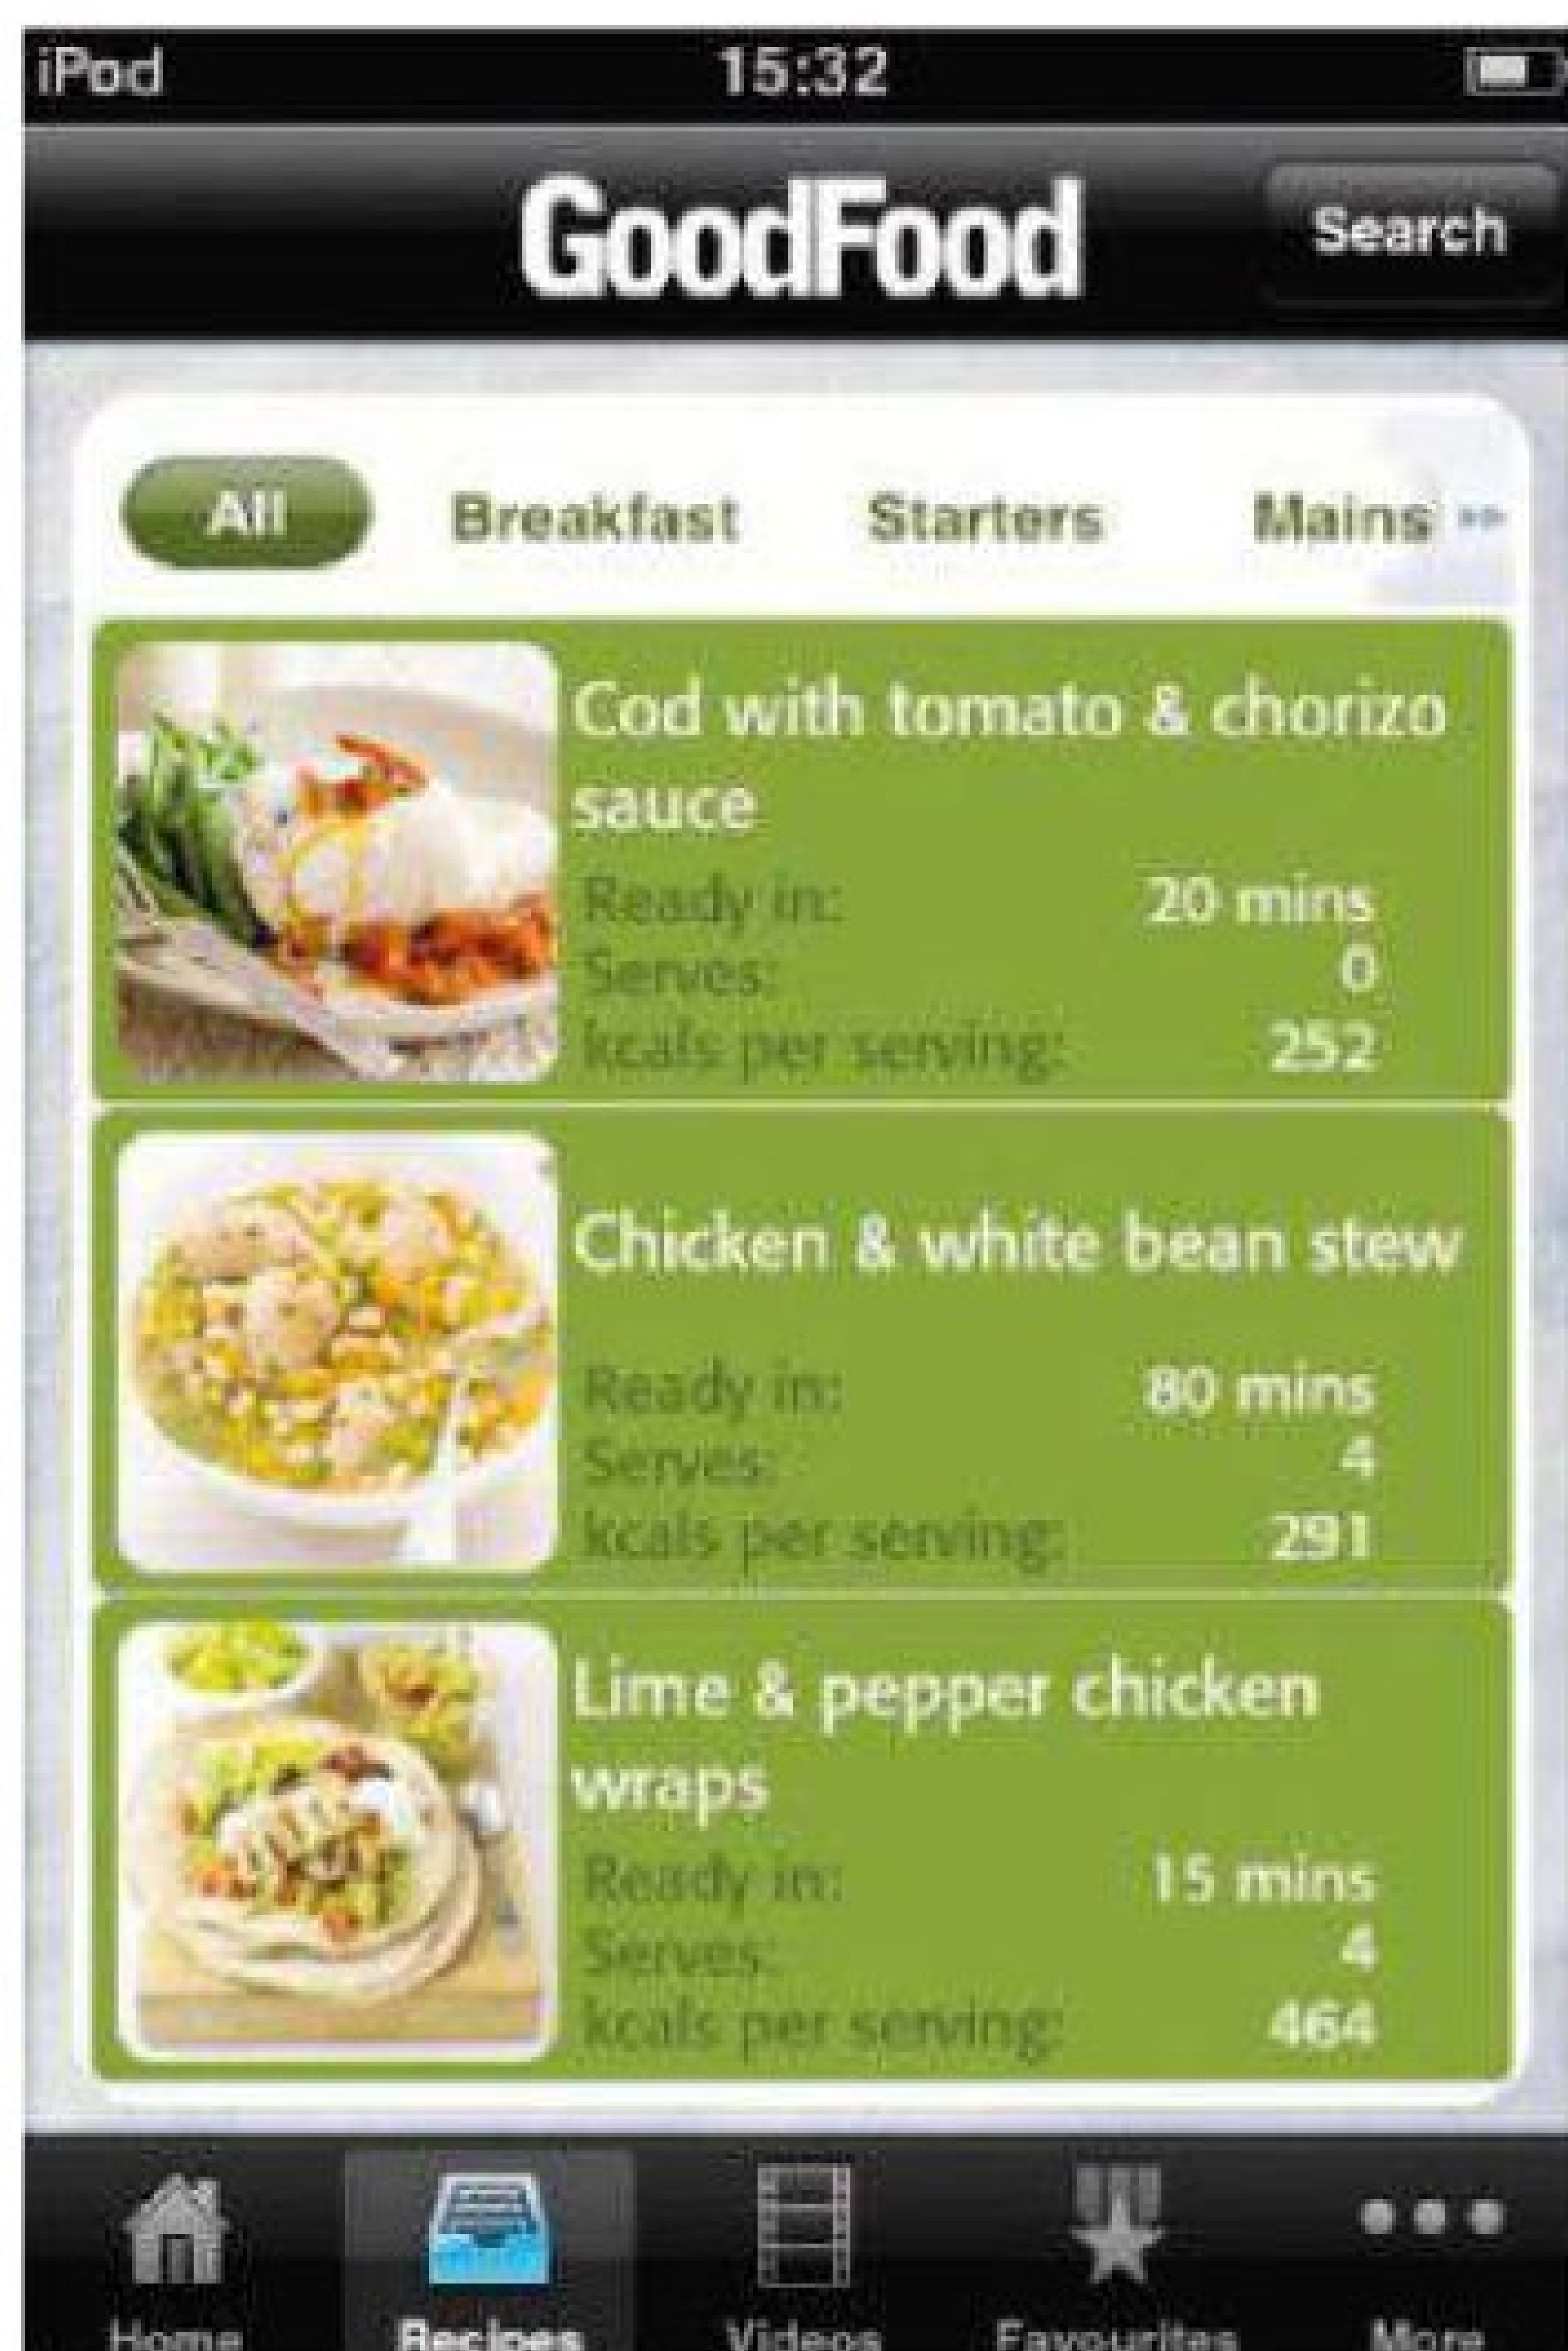 iPod 15:32
GoodFood Search
All Breakfast Starters Mains
Cod with tomato & chorizo
sauce
Ready in: 20 mins
Serves: 0
kcals per serving: 252
Chicken & white bean stew
Ready in: 80 mins
Serves: 4
kcals per serving: 291
Lime & pepper chicken
wraps
Ready in: 15 mins
Serves: 4
kcals per serving: 464
Home Recipes Videos Favourites More